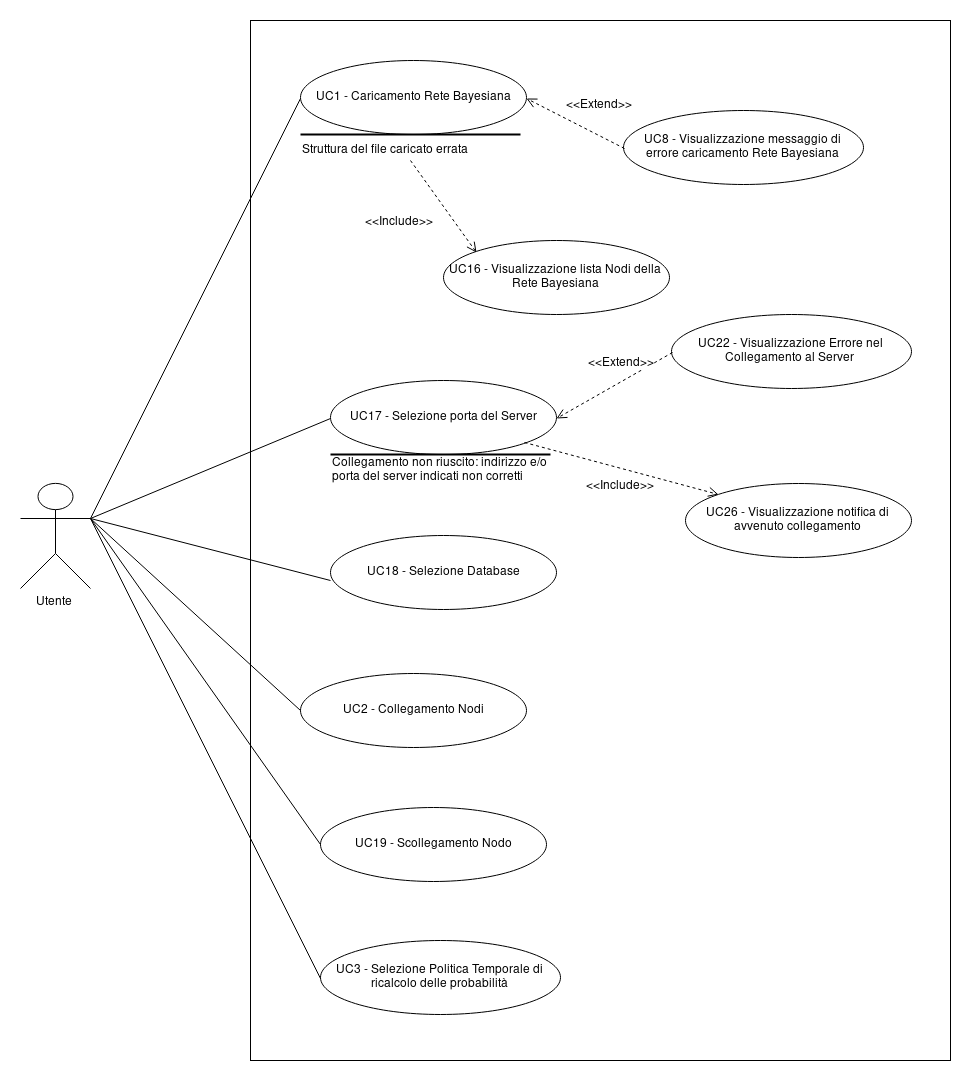 UC1 - Caricamento Rete Bayesiana
<<Extend>>
UC8 - Visualizzazione messaggio di
errore caricamento Rete Bayesiana
Struttura del file caricato errata
<<Include>>
UC16 - Visualizzazione lista Nodi della
Rete Bayesiana
UC22 - Visualizzazione Errore nel
Collegamento al Server
<<Extend>>
UC17 - Selezione porta del Server
Collegamento non riuscito: indirizzo e/o
porta del server indicati non corretti
<<Include>>
UC26 - Visualizzazione notifica di
avvenuto collegamento
UC18 - Selezione Database
Utente
UC2 - Collegamento Nodi
UC19 - Scollegamento Nodo
UC3 - Selezione Politica Temporale di
ricalcolo delle probabilità